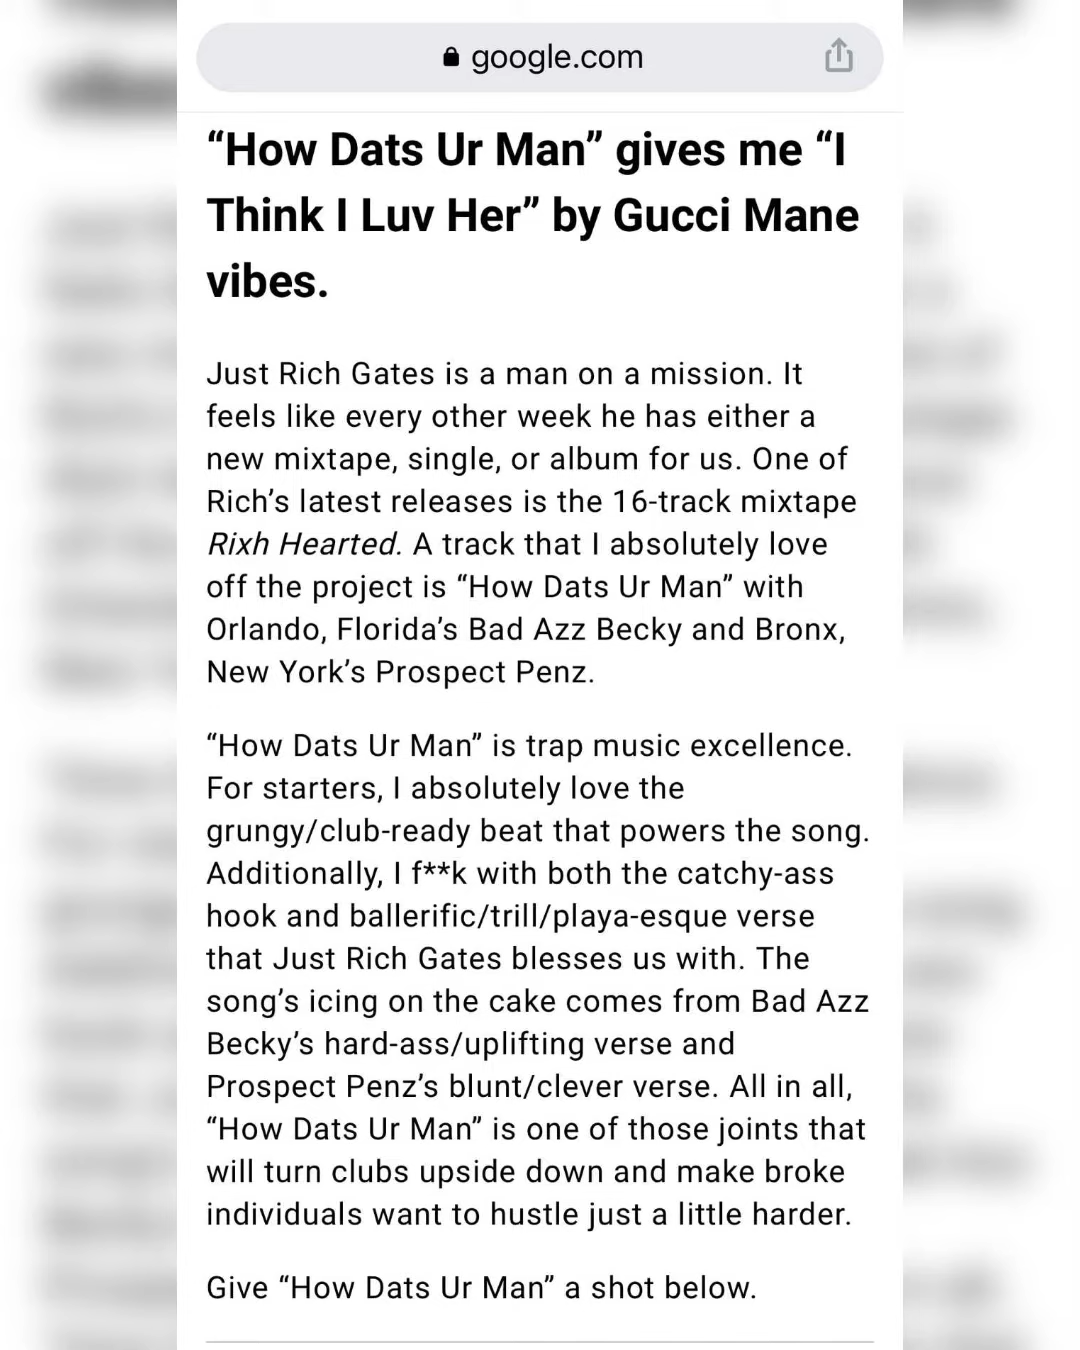 google.com
“How Dats Ur Man” gives me “I
Think I Luv Her” by Gucci Mane
vibes.
Just Rich Gates is a man on a mission. It
feels like every other week he has either a
new mixtape, single, or album for us. One of
Rich’s latest releases is the 16-track mixtape
Rixh Hearted. A track that I absolutely love
off the project is “How Dats Ur Man” with
Orlando, Florida’s Bad Azz Becky and Bronx,
New York’s Prospect Penz.
“How Dats Ur Man” is trap music excellence.
For starters, I absolutely love the
grungy/club-ready beat that powers the song.
Additionally, I f**k with both the catchy-ass
hook and ballerific/trill/playa-esque verse
that Just Rich Gates blesses us with. The
song’s icing on the cake comes from Bad Azz
Becky’s hard-ass/uplifting verse and
Prospect Penz’s blunt/clever verse. All in all,
“How Dats Ur Man” is one of those joints that
will turn clubs upside down and make broke
individuals want to hustle just a little harder.
Give “How Dats Ur Man” a shot below.